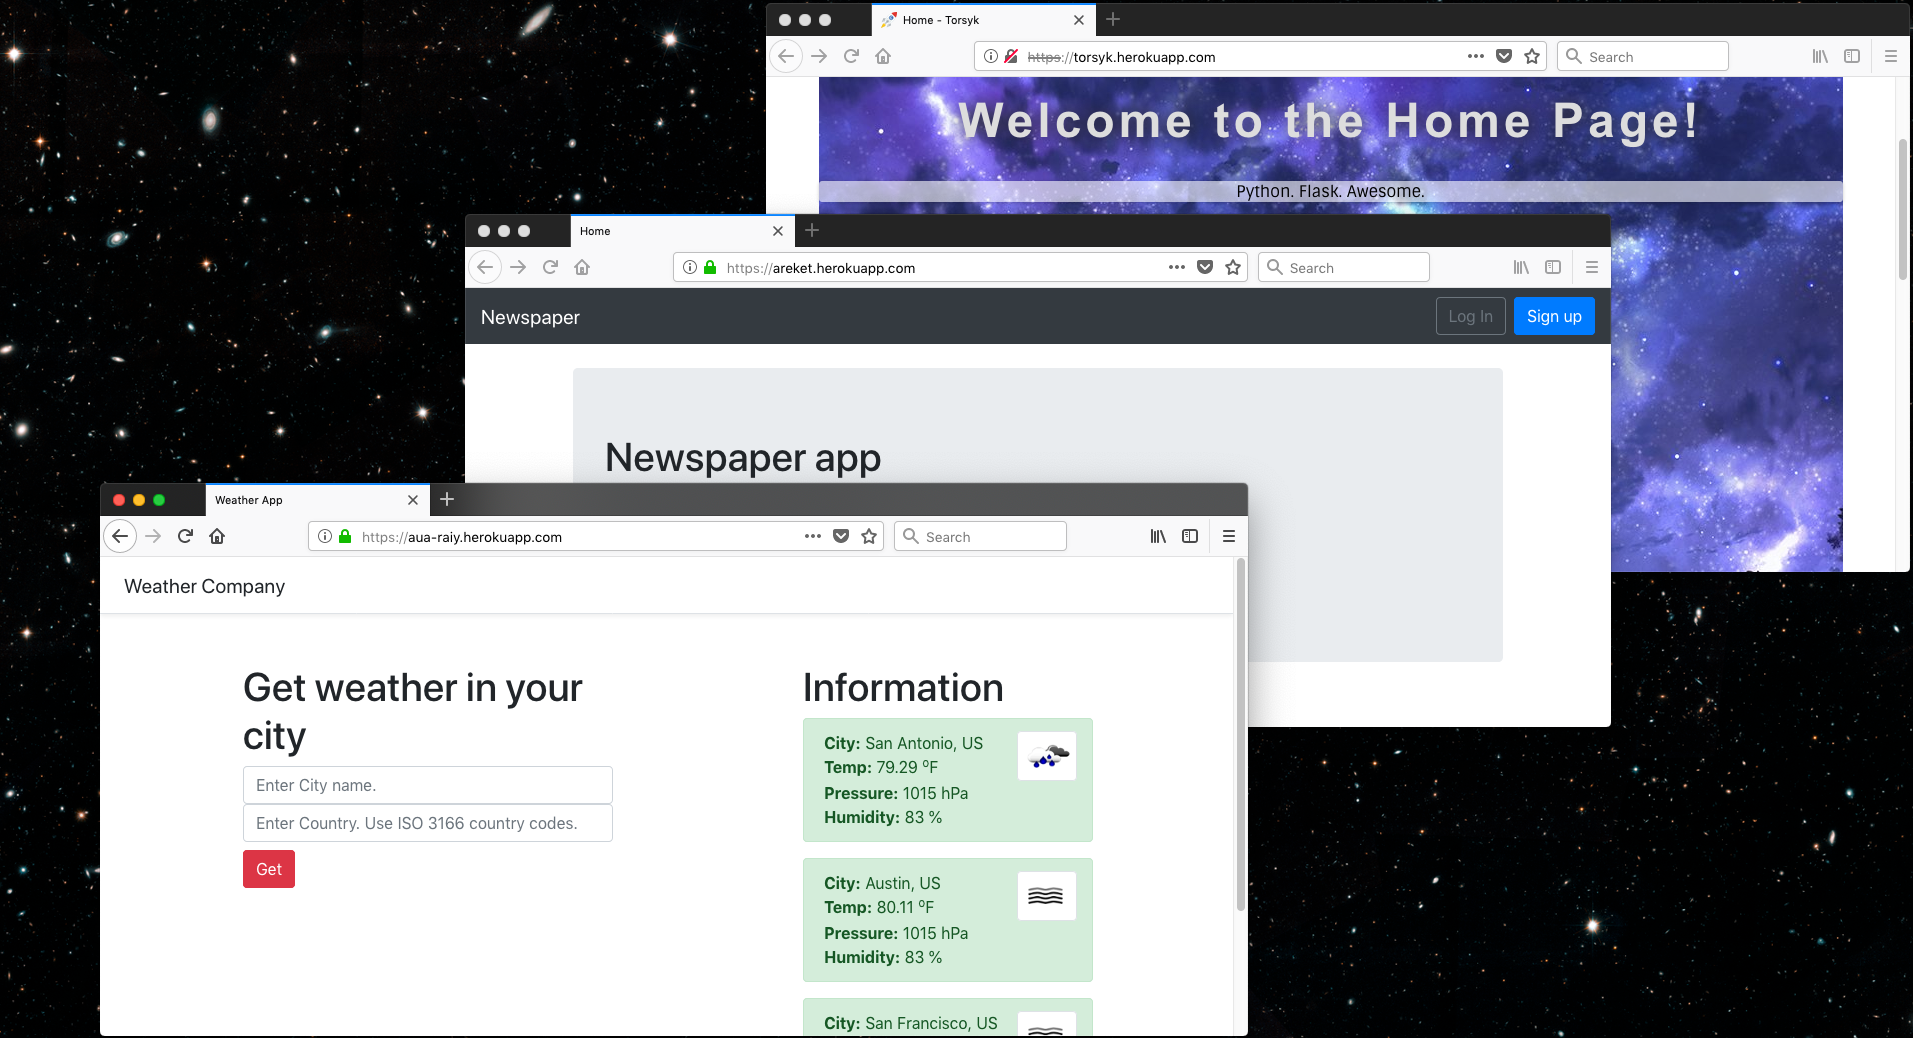 Home - Torsyk
https://torsyk.herokuapp.com
Search
Welcome to the Home Page!
Python. Flask. Awesome.
Home
https://areket.herokuapp.com
Search
Newspaper
Log In
Sign up
Newspaper app
Weather App
https://aua-raiy.herokuapp.com
Search
Weather Company
Get weather in your
city
Enter City name.
Enter Country. Use ISO 3166 country codes.
Get
Information
City: San Antonio, US
Temp: 79.29 ºF
Pressure: 1015 hPa
Humidity: 83 %
City: Austin, US
Temp: 80.11 ºF
Pressure: 1015 hPa
Humidity: 83 %
City: San Francisco, US